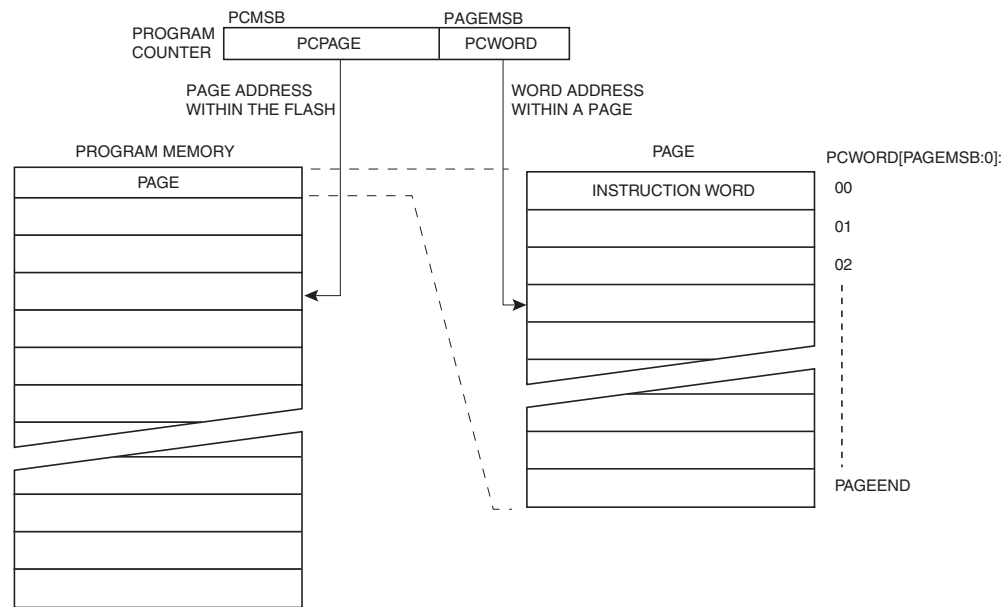 PCMSB
PAGEMSB
PROGRAM
COUNTER
PCPAGE
PCWORD
PAGE ADDRESS
WITHIN THE FLASH
WORD ADDRESS
WITHIN A PAGE
PROGRAM MEMORY
PAGE
PAGE
PCWORD[PAGEMSB:0]:
INSTRUCTION WORD
00
01
02
PAGEEND